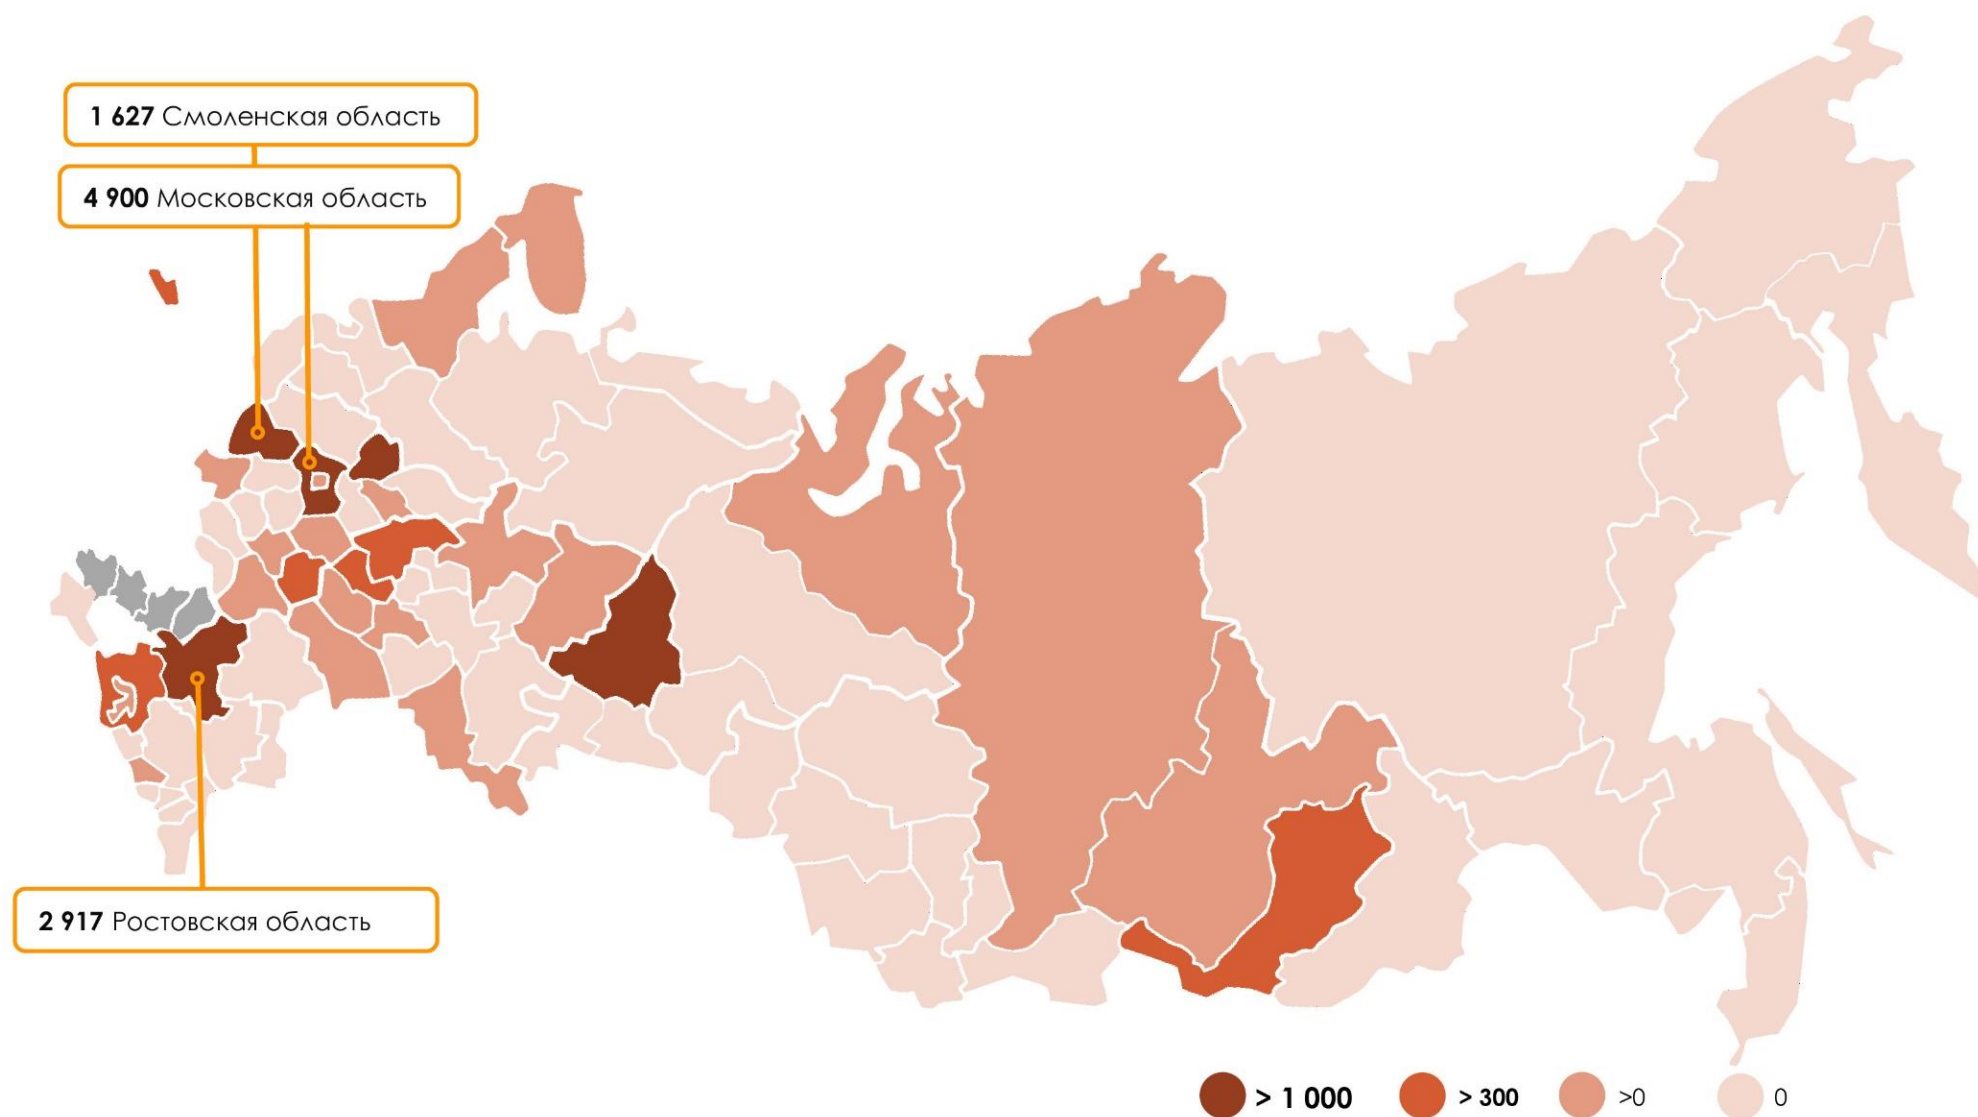 1 627 Смоленская область
4 900 Московская область
2 917 Ростовская область
> 1 000
> 300
>0
0